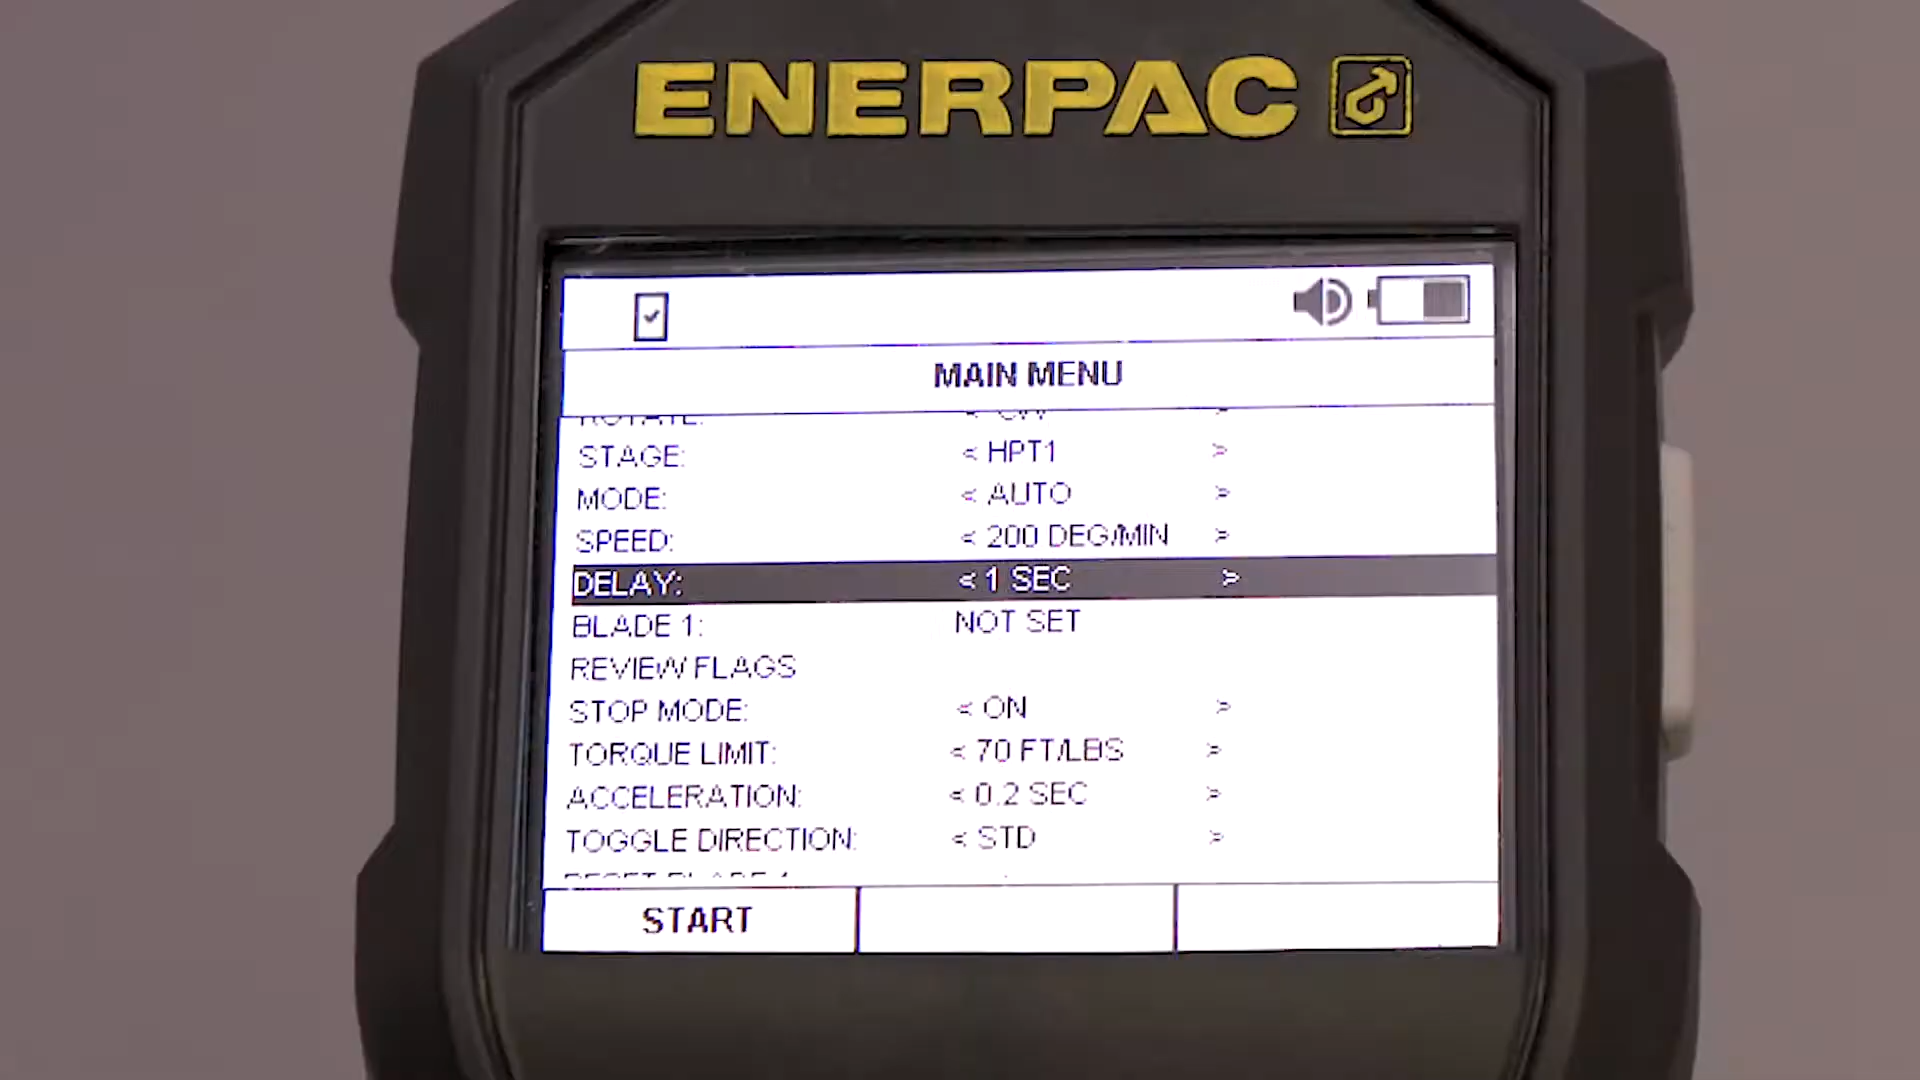 ENERPAC
MAIN MENU
STAGE: < HPT1 >
MODE: < AUTO >
SPEED: < 200 DEG/MIN >
DELAY: < 1 SEC >
BLADE 1: NOT SET
REVIEW FLAGS
STOP MODE: < ON >
TORQUE LIMIT: < 70 FT/LBS >
ACCELERATION: < 0.2 SEC >
TOGGLE DIRECTION: < STD >
START